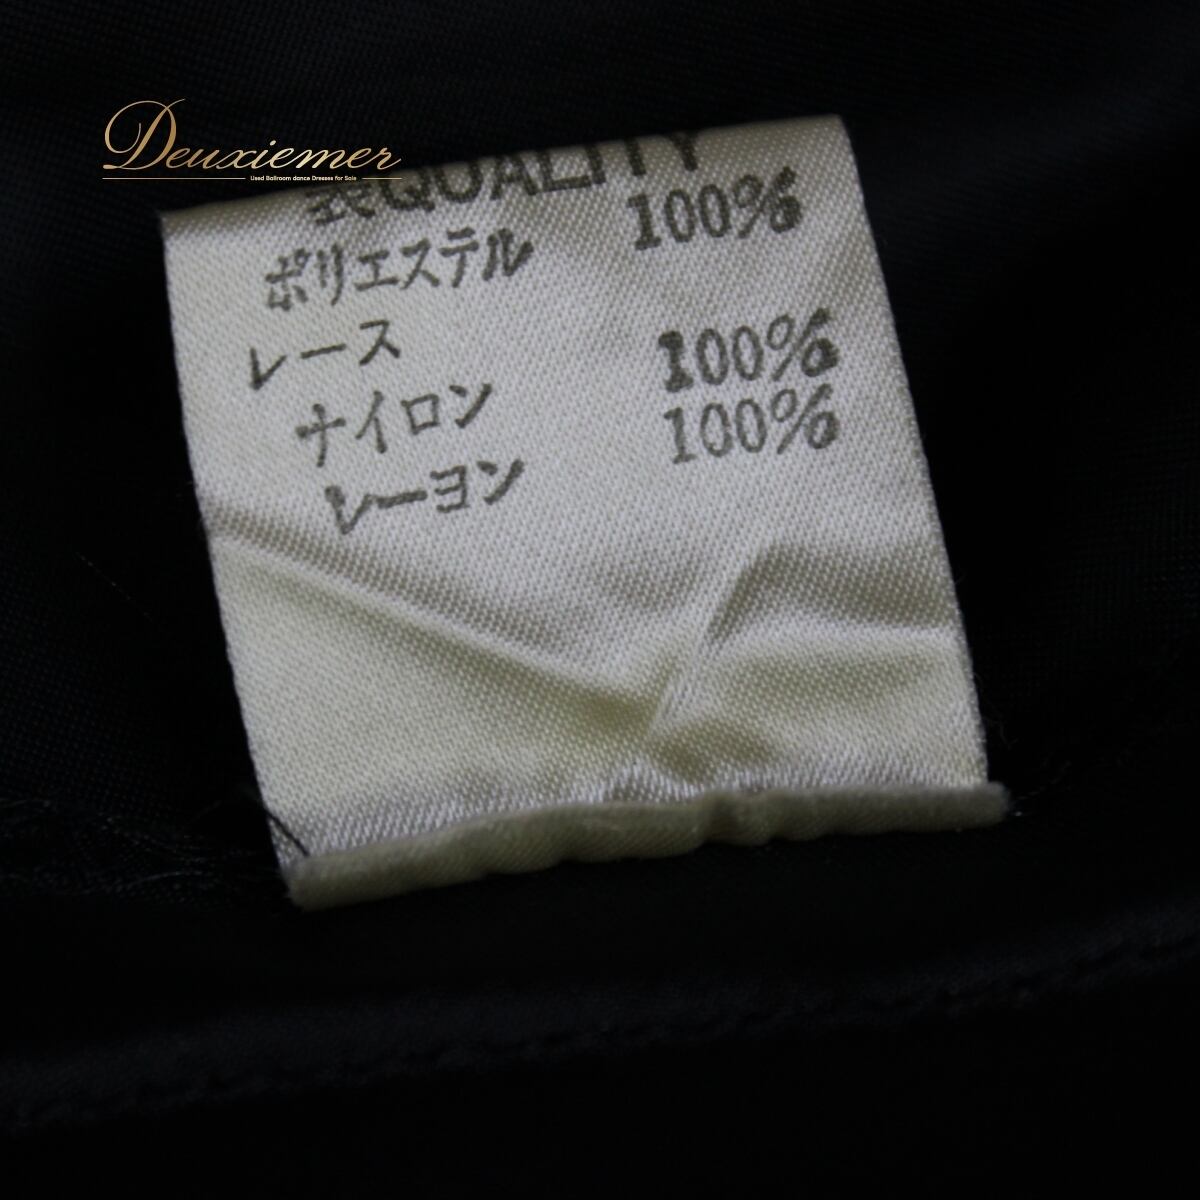 Deuxiemer
Used Ballroom dance Dresses for Sale
表QUALITY
ポリエステル 100%
レース
ナイロン 100%
レーヨン 100%